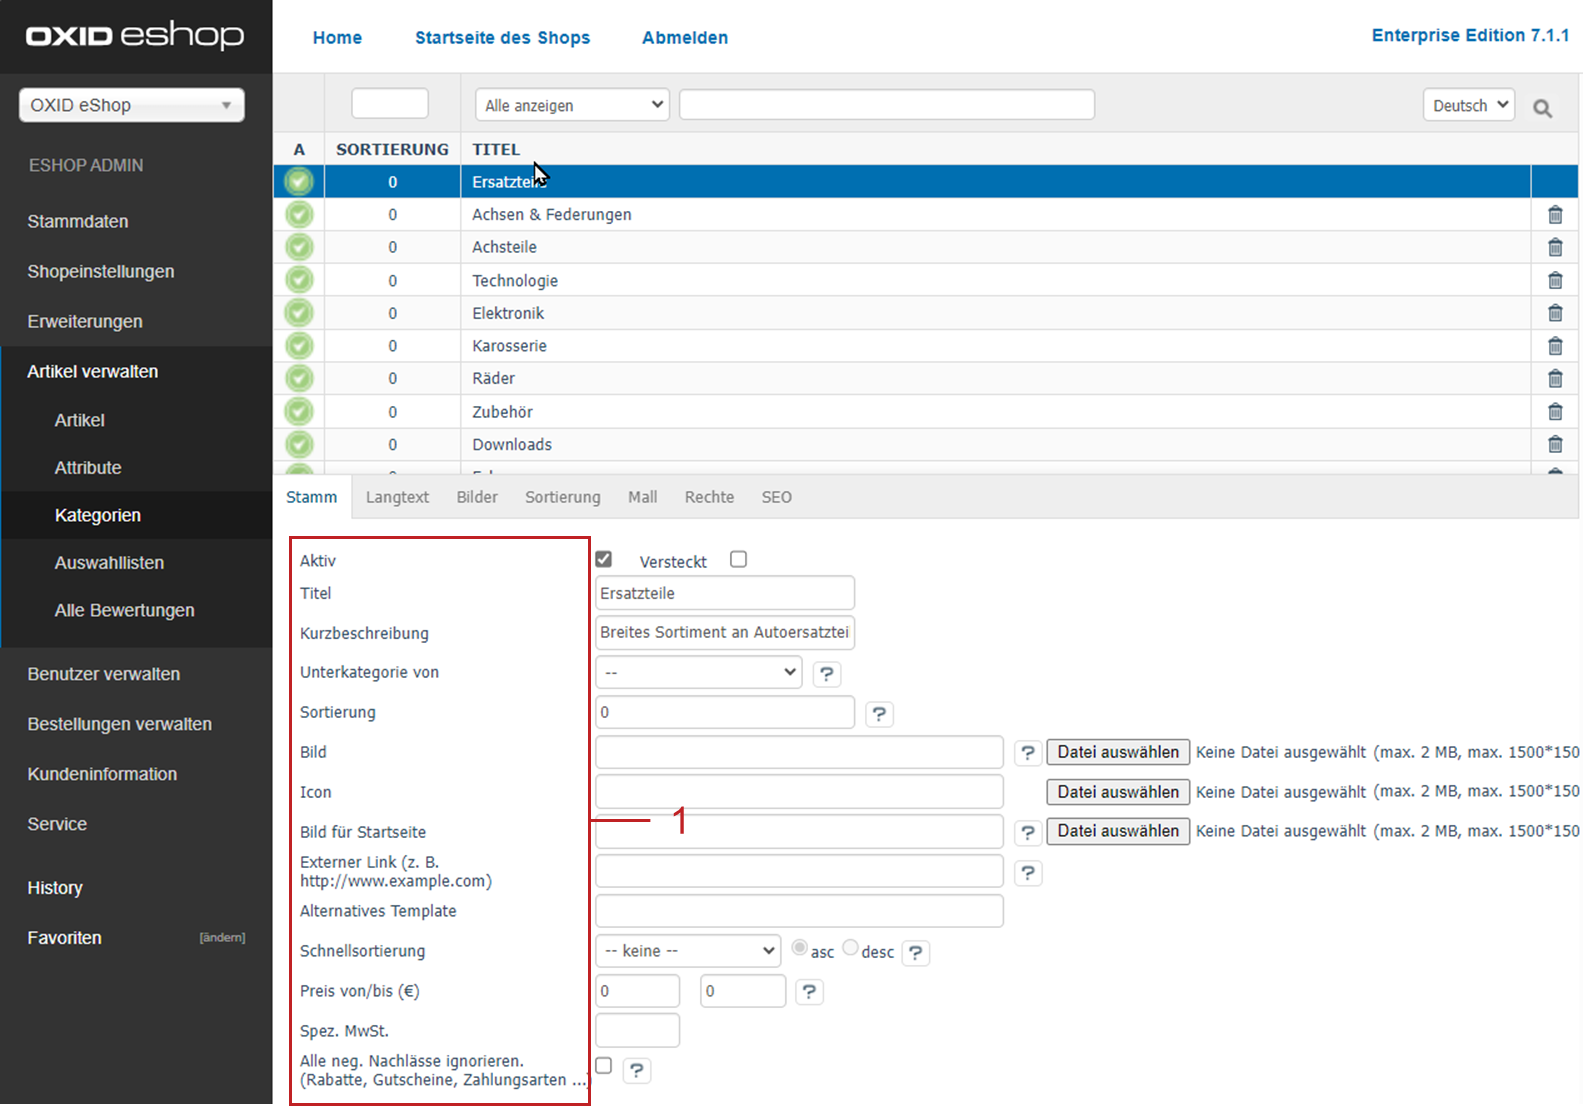 OXID eshop
Home
Startseite des Shops
Abmelden
Enterprise Edition 7.1.1
OXID eShop
Alle anzeigen
Deutsch
ESHOP ADMIN
Stammdaten
Shopeinstellungen
Erweiterungen
Artikel verwalten
Artikel
Attribute
Kategorien
Auswahllisten
Alle Bewertungen
Benutzer verwalten
Bestellungen verwalten
Kundeninformation
Service
History
Favoriten [ändern]
A SORTIERUNG TITEL
0 Ersatzteile
0 Achsen & Federungen
0 Achsteile
0 Technologie
0 Elektronik
0 Karosserie
0 Räder
0 Zubehör
0 Downloads
Stamm Langtext Bilder Sortierung Mall Rechte SEO
Aktiv Versteckt
Titel Ersatzteile
Kurzbeschreibung Breites Sortiment an Autoersatztei
Unterkategorie von -- ?
Sortierung 0 ?
Bild ? Datei auswählen Keine Datei ausgewählt (max. 2 MB, max. 1500*150
Icon Datei auswählen Keine Datei ausgewählt (max. 2 MB, max. 1500*150
1
Bild für Startseite ? Datei auswählen Keine Datei ausgewählt (max. 2 MB, max. 1500*150
Externer Link (z. B.
http://www.example.com) ?
Alternatives Template
Schnellsortierung -- keine -- asc desc ?
Preis von/bis (€) 0 0 ?
Spez. MwSt.
Alle neg. Nachlässe ignorieren.
(Rabatte, Gutscheine, Zahlungsarten ...) ?